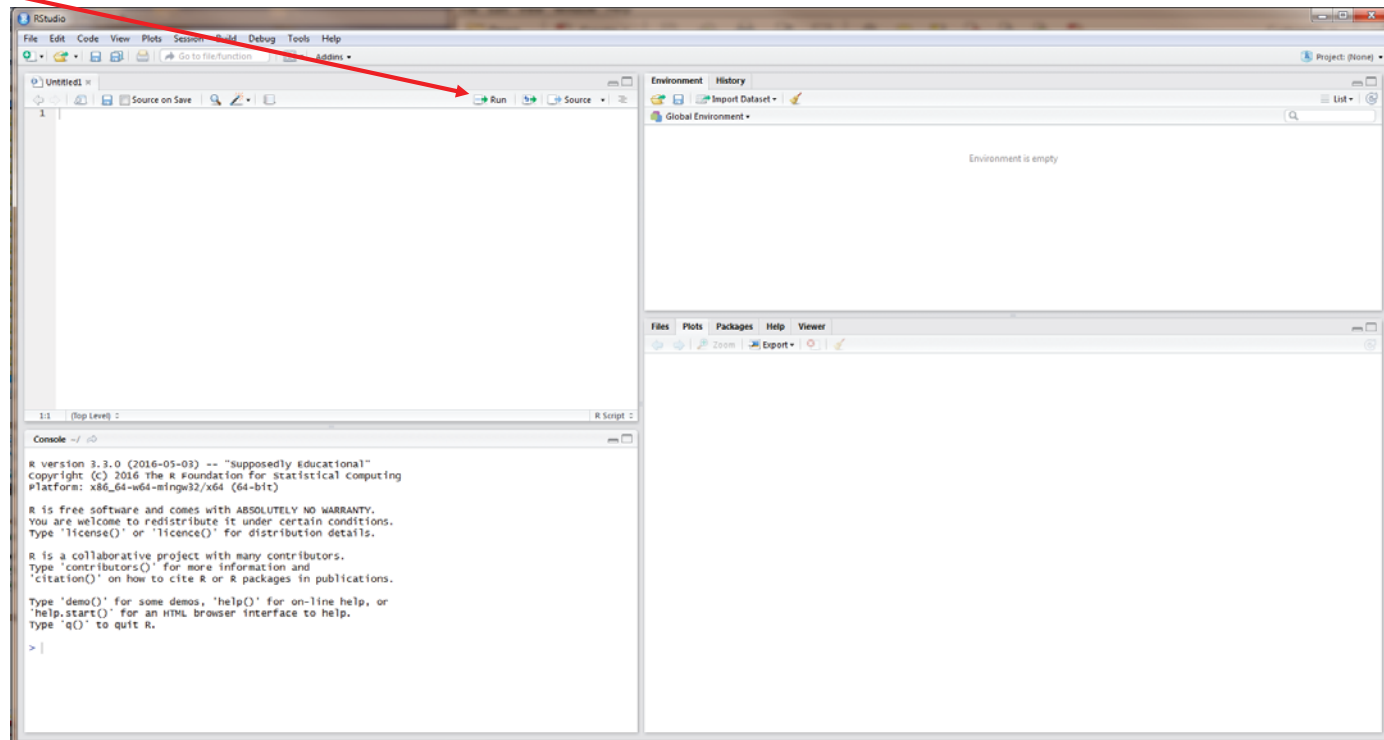 RStudio
File Edit Code View Plots Session Build Debug Tools Help
Go to file/function Addins
Project: (None)
Untitled1 ×
Source on Save Run Source
1
1:1 (Top Level) R Script
Console ~/
R version 3.3.0 (2016-05-03) -- "Supposedly Educational"
Copyright (C) 2016 The R Foundation for Statistical Computing
Platform: x86_64-w64-mingw32/x64 (64-bit)
R is free software and comes with ABSOLUTELY NO WARRANTY.
You are welcome to redistribute it under certain conditions.
Type 'license()' or 'licence()' for distribution details.
R is a collaborative project with many contributors.
Type 'contributors()' for more information and
'citation()' on how to cite R or R packages in publications.
Type 'demo()' for some demos, 'help()' for on-line help, or
'help.start()' for an HTML browser interface to help.
Type 'q()' to quit R.
>
Environment History
Import Dataset List
Global Environment
Environment is empty
Files Plots Packages Help Viewer
Zoom Export